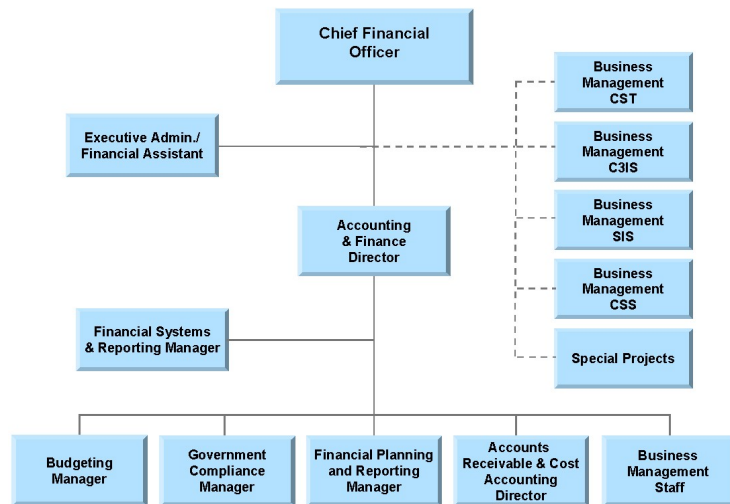 Chief Financial
Officer
Business
Management
CST
Executive Admin./
Financial Assistant
Business
Management
C3IS
Accounting
& Finance
Director
Business
Management
SIS
Business
Management
CSS
Financial Systems
& Reporting Manager
Special Projects
Budgeting
Manager
Government
Compliance
Manager
Financial Planning
and Reporting
Manager
Accounts
Receivable & Cost
Accounting
Director
Business
Management
Staff